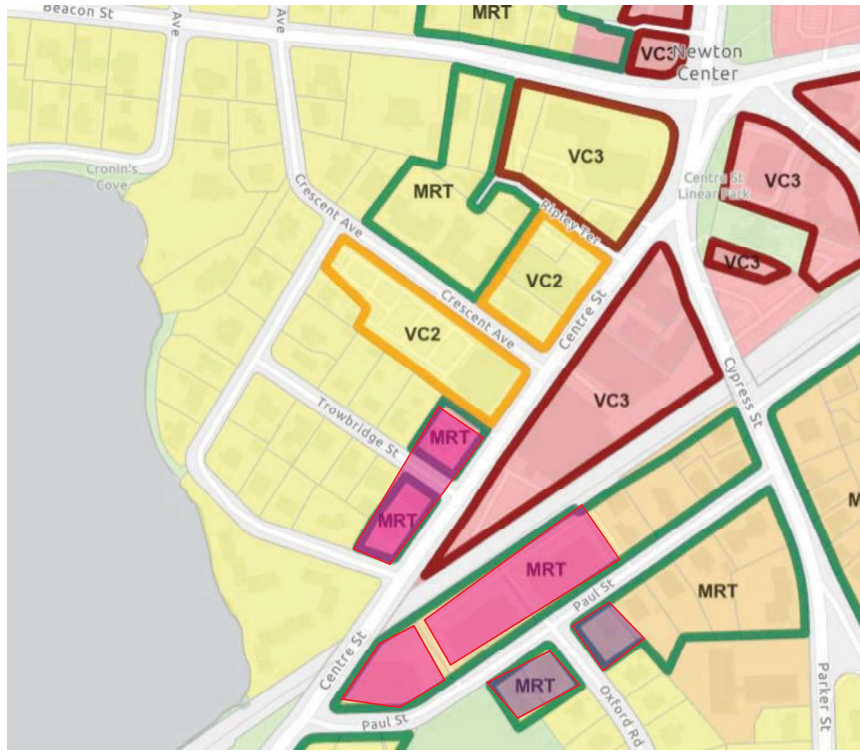 Beacon St
Ave
Ave
MRT
VC3
Newton
Center
Cronin's
Cove
Crescent Ave
MRT
VC3
Ripley Ter
Centre St
Linear Park
VC3
VC3
VC2
VC2
Crescent Ave
Centre St
VC3
Cypress St
Trowbridge St
MRT
MRT
MRT
Paul St
MRT
M
MRT
Centre St
Paul St
Oxford Rd
Parker St